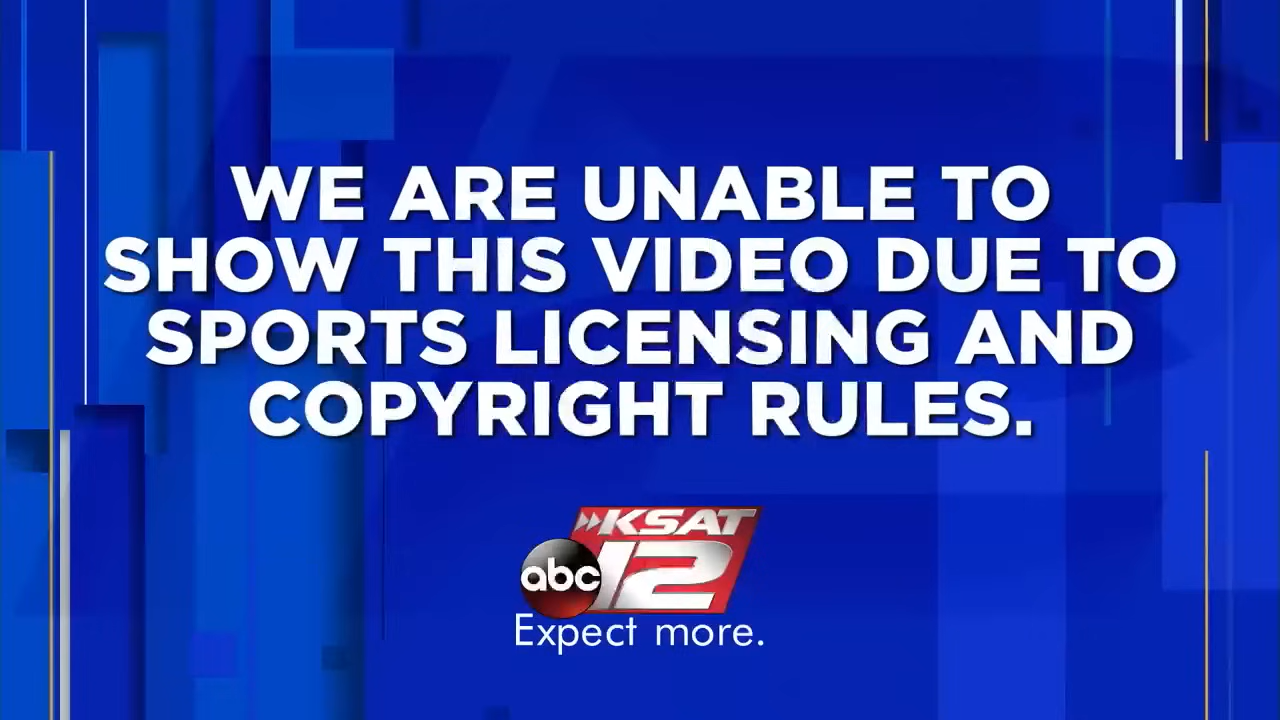 WE ARE UNABLE TO
SHOW THIS VIDEO DUE TO
SPORTS LICENSING AND
COPYRIGHT RULES.
KSAT
abc 12
Expect more.